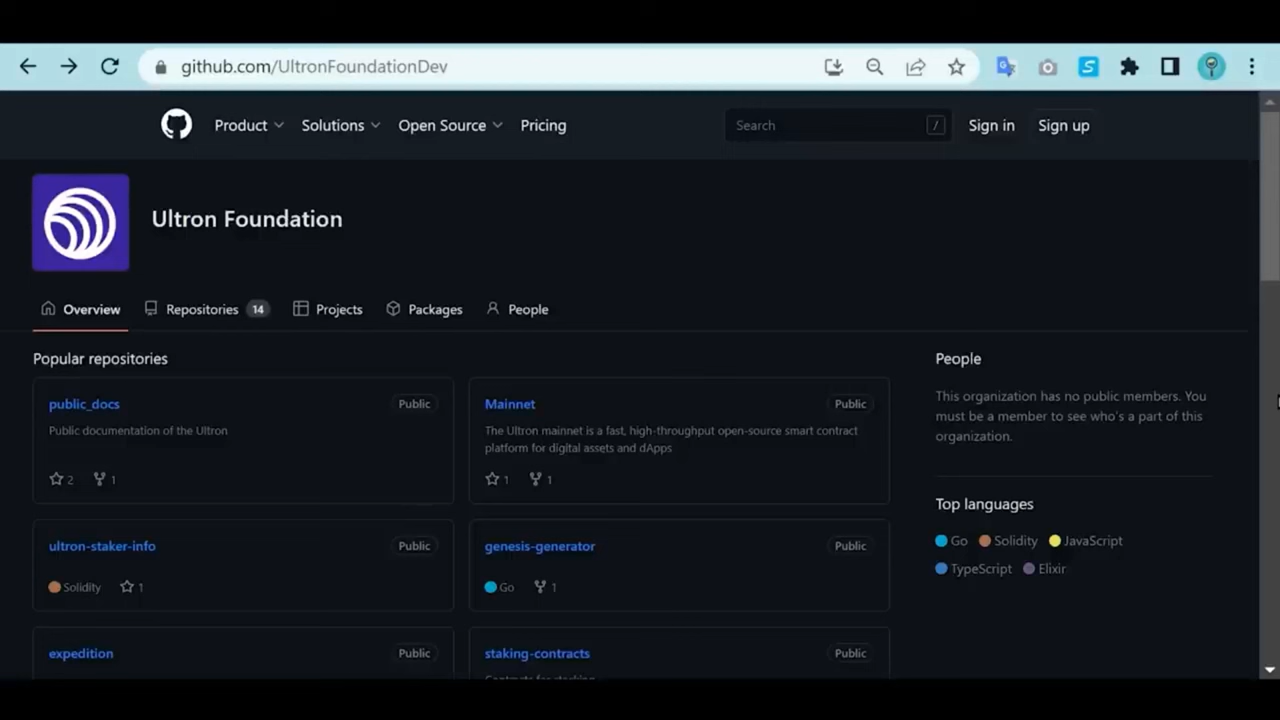 github.com/UltronFoundationDev
Product Solutions Open Source Pricing Search / Sign in Sign up
Ultron Foundation
Overview Repositories 14 Projects Packages People
Popular repositories
public_docs Public
Public documentation of the Ultron
2 1
Mainnet Public
The Ultron mainnet is a fast, high-throughput open-source smart contract
platform for digital assets and dApps
1 1
ultron-staker-info Public
Solidity 1
genesis-generator Public
Go 1
expedition Public
staking-contracts Public
People
This organization has no public members. You
must be a member to see who's a part of this
organization.
Top languages
Go Solidity JavaScript
TypeScript Elixir